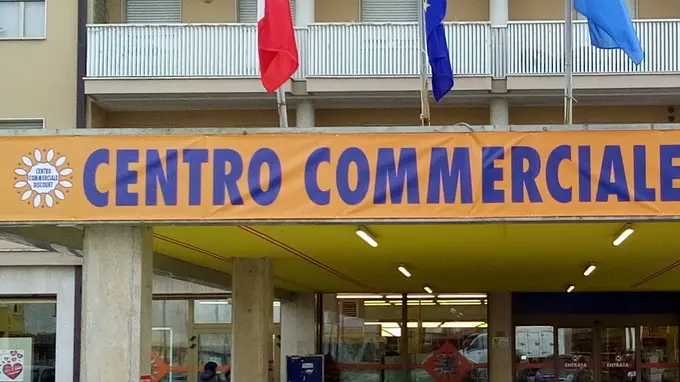 CENTRO
COMMERCIALE
DISCOUNT
CENTRO COMMERCIALE
ENTRATA
ENTRATA